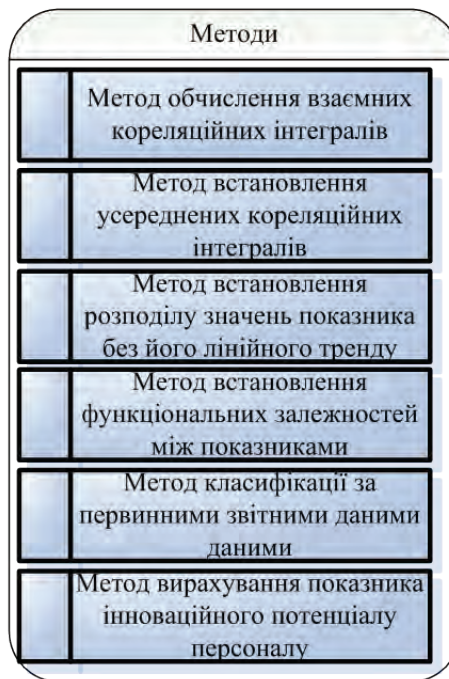 Методи
Метод обчислення взаємних
кореляційних інтегралів
Метод встановлення
усереднених кореляційних
інтегралів
Метод встановлення
розподілу значень показника
без його лінійного тренду
Метод встановлення
функціональних залежностей
між показниками
Метод класифікації за
первинними звітними даними
даними
Метод вирахування показника
інноваційного потенціалу
персоналу